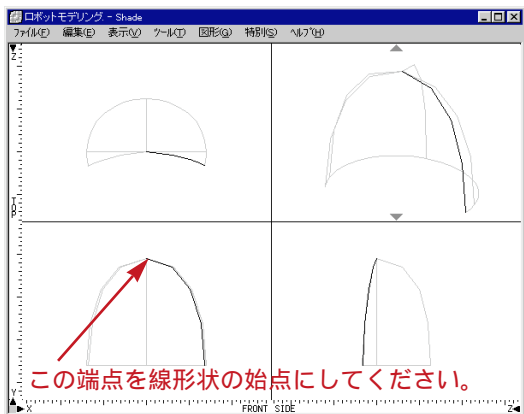 ロボットモデリング - Shade
ファイル(F) 編集(E) 表示(V) ツール(T) 図形(G) 特別(S) ヘルプ(H)
Z
TOP
この端点を線形状の始点にしてください。
Y
X FRONT SIDE Z